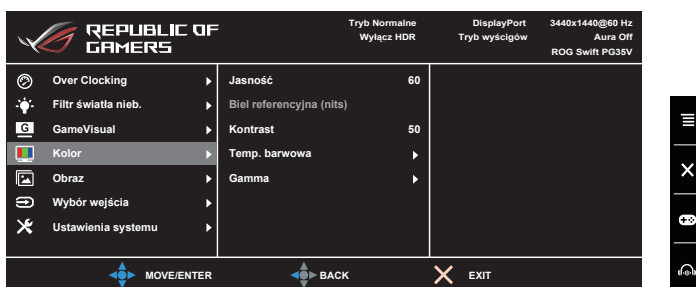 REPUBLIC OF
GAMERS
Tryb Normalne
Wyłącz HDR
DisplayPort
Tryb wyścigów
3440x1440@60 Hz
Aura Off
ROG Swift PG35V
Over Clocking
Filtr światła nieb.
G GameVisual
Kolor
Obraz
Wybór wejścia
Ustawienia systemu
Jasność 60
Biel referencyjna (nits)
Kontrast 50
Temp. barwowa
Gamma
MOVE/ENTER
BACK
EXIT